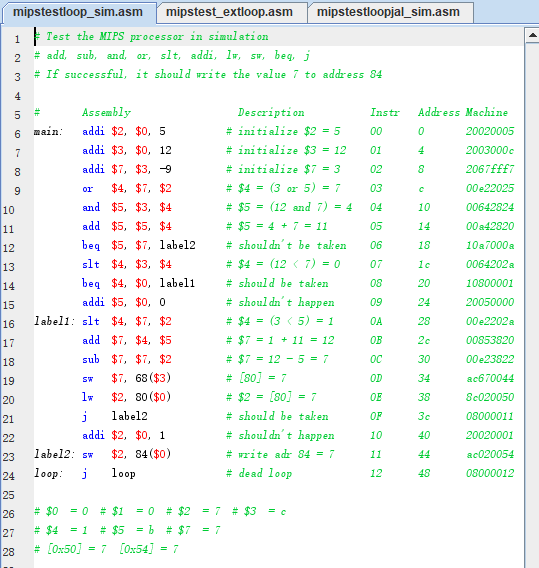 mipstestloop_sim.asm mipstest_extloop.asm mipstestloopjal_sim.asm
1 # Test the MIPS processor in simulation
2 # add, sub, and, or, slt, addi, lw, sw, beq, j
3 # If successful, it should write the value 7 to address 84
4
5 # Assembly Description Instr Address Machine
6 main: addi $2, $0, 5 # initialize $2 = 5 00 0 20020005
7 addi $3, $0, 12 # initialize $3 = 12 01 4 2003000c
8 addi $7, $3, -9 # initialize $7 = 3 02 8 2067fff7
9 or $4, $7, $2 # $4 = (3 or 5) = 7 03 c 00e22025
10 and $5, $3, $4 # $5 = (12 and 7) = 4 04 10 00642824
11 add $5, $5, $4 # $5 = 4 + 7 = 11 05 14 00a42820
12 beq $5, $7, label2 # shouldn't be taken 06 18 10a7000a
13 slt $4, $3, $4 # $4 = (12 < 7) = 0 07 1c 0064202a
14 beq $4, $0, label1 # should be taken 08 20 10800001
15 addi $5, $0, 0 # shouldn't happen 09 24 20050000
16 label1: slt $4, $7, $2 # $4 = (3 < 5) = 1 0A 28 00e2202a
17 add $7, $4, $5 # $7 = 1 + 11 = 12 0B 2c 00853820
18 sub $7, $7, $2 # $7 = 12 - 5 = 7 0C 30 00e23822
19 sw $7, 68($3) # [80] = 7 0D 34 ac670044
20 lw $2, 80($0) # $2 = [80] = 7 0E 38 8c020050
21 j label2 # should be taken 0F 3c 08000011
22 addi $2, $0, 1 # shouldn't happen 10 40 20020001
23 label2: sw $2, 84($0) # write adr 84 = 7 11 44 ac020054
24 loop: j loop # dead loop 12 48 08000012
25
26 # $0 = 0 # $1 = 0 # $2 = 7 # $3 = c
27 # $4 = 1 # $5 = b # $7 = 7
28 # [0x50] = 7 [0x54] = 7